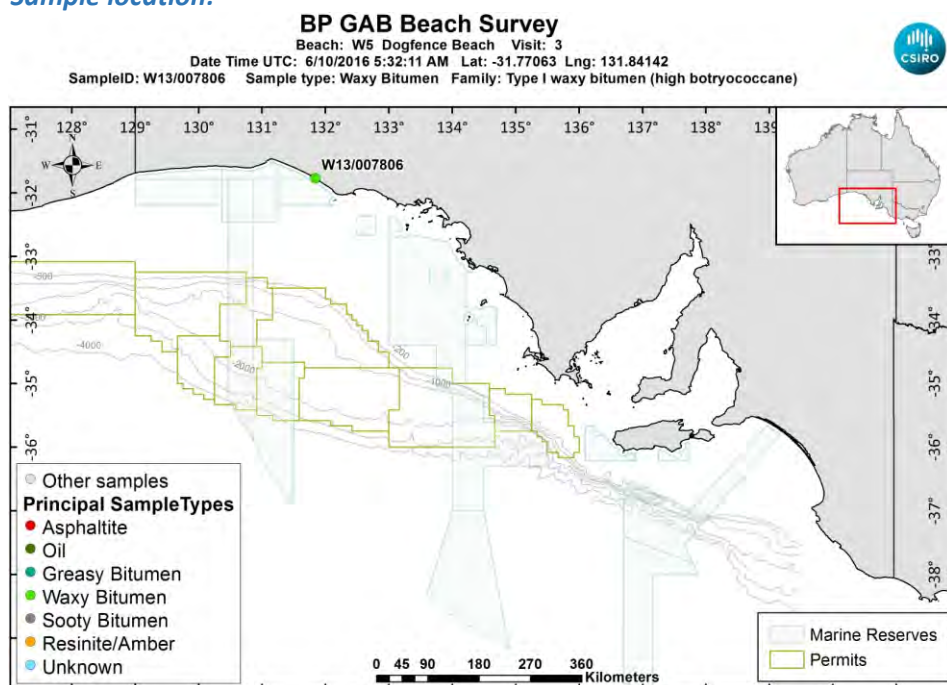 Sample location:
BP GAB Beach Survey
Beach: W5 Dogfence Beach Visit: 3
Date Time UTC: 6/10/2016 5:32:11 AM Lat: -31.77063 Lng: 131.84142
SampleID: W13/007806 Sample type: Waxy Bitumen Family: Type I waxy bitumen (high botryococcane)
CSIRO
128° 129° 130° 131° 132° 133° 134° 135° 136° 137° 138° 139
-31°
N
W E
S
W13/007806
-32°
-33°
-34°
-35°
-36°
-37°
-38°
-31°
-32°
-33°
-34°
-35°
-36°
-37°
-38°
-200
-1000
-2000
-4000
Other samples
Principal SampleTypes
Asphaltite
Oil
Greasy Bitumen
Waxy Bitumen
Sooty Bitumen
Resinite/Amber
Unknown
0 45 90 180 270 360
Kilometers
Marine Reserves
Permits